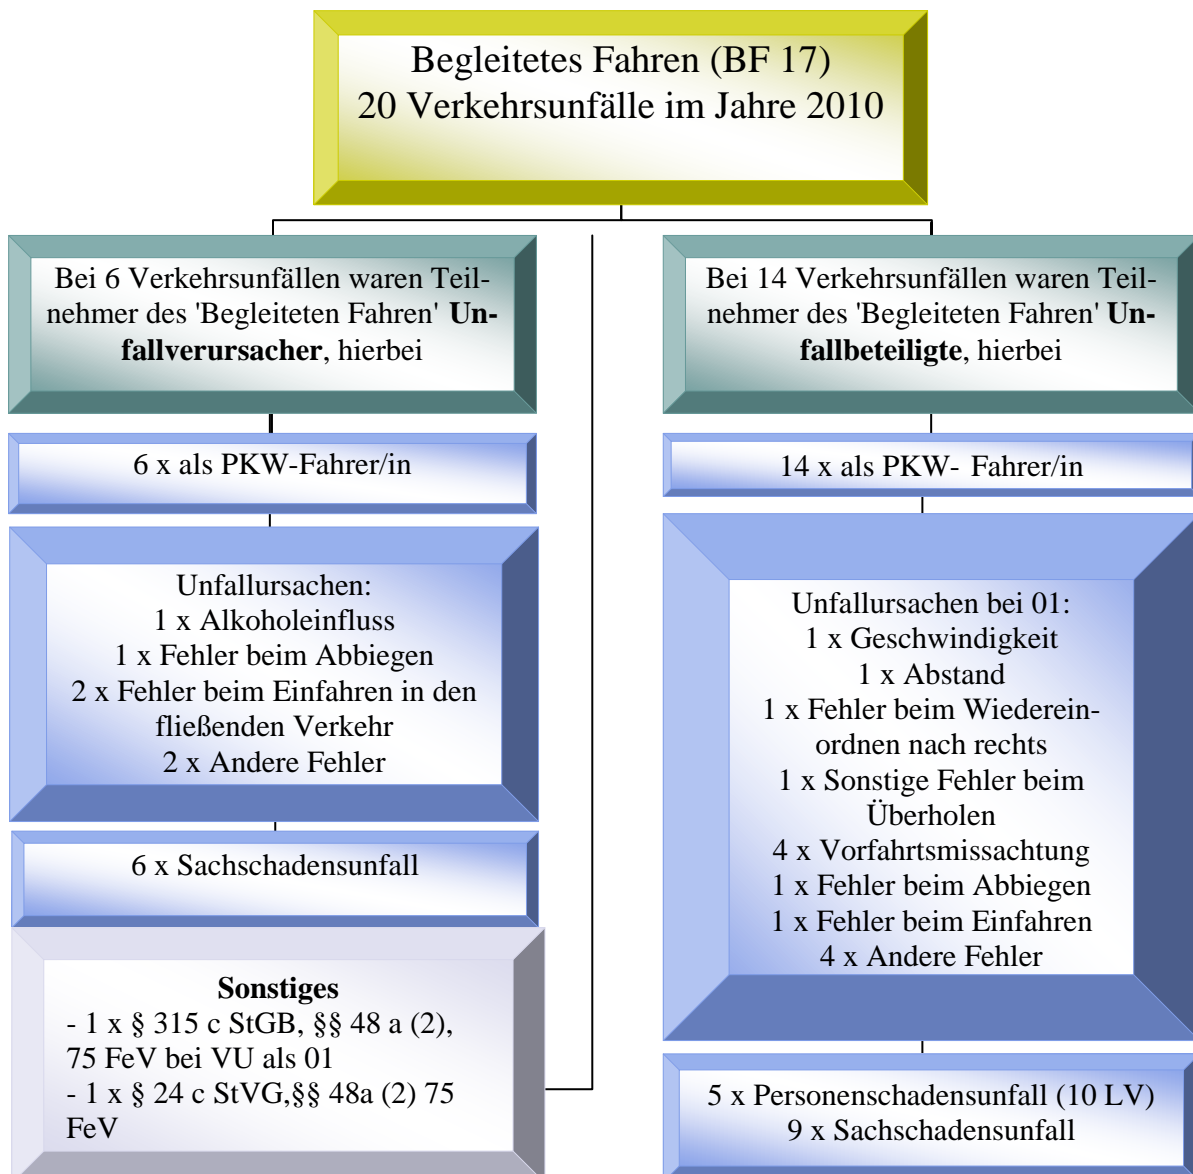 Begleitetes Fahren (BF 17)
20 Verkehrsunfälle im Jahre 2010
Bei 6 Verkehrsunfällen waren Teil-
nehmer des 'Begleiteten Fahren' Un-
fallverursacher, hierbei
6 x als PKW-Fahrer/in
Unfallursachen:
1 x Alkoholeinfluss
1 x Fehler beim Abbiegen
2 x Fehler beim Einfahren in den
fließenden Verkehr
2 x Andere Fehler
6 x Sachschadensunfall
Sonstiges
- 1 x § 315 c StGB, §§ 48 a (2),
75 FeV bei VU als 01
- 1 x § 24 c StVG,§§ 48a (2) 75
FeV
Bei 14 Verkehrsunfällen waren Teil-
nehmer des 'Begleiteten Fahren' Un-
fallbeteiligte, hierbei
14 x als PKW- Fahrer/in
Unfallursachen bei 01:
1 x Geschwindigkeit
1 x Abstand
1 x Fehler beim Wiederein-
ordnen nach rechts
1 x Sonstige Fehler beim
Überholen
4 x Vorfahrtsmissachtung
1 x Fehler beim Abbiegen
1 x Fehler beim Einfahren
4 x Andere Fehler
5 x Personenschadensunfall (10 LV)
9 x Sachschadensunfall